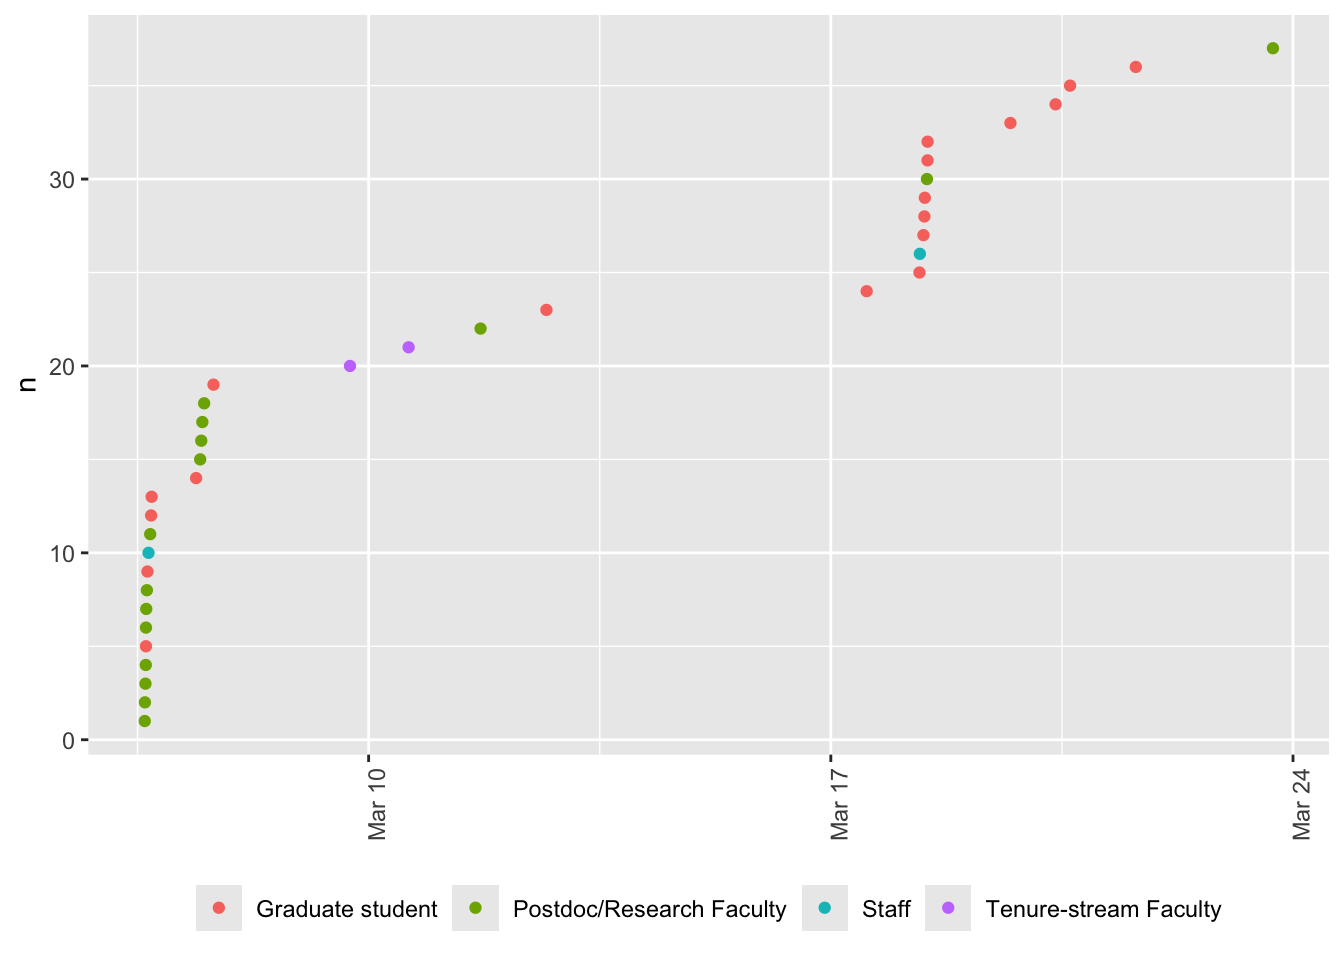 30
20
n
10
0
Mar 10
Mar 17
Mar 24
Graduate student Postdoc/Research Faculty Staff Tenure-stream Faculty